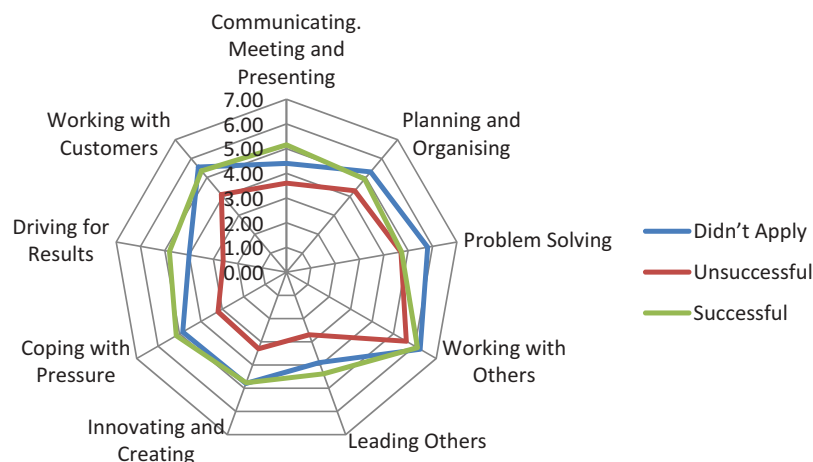 Communicating.
Meeting and
Presenting
Planning and
Organising
Problem Solving
Working with
Others
Leading Others
Innovating and
Creating
Coping with
Pressure
Driving for
Results
Working with
Customers
7.00
6.00
5.00
4.00
3.00
2.00
1.00
0.00
Didn't Apply
Unsuccessful
Successful